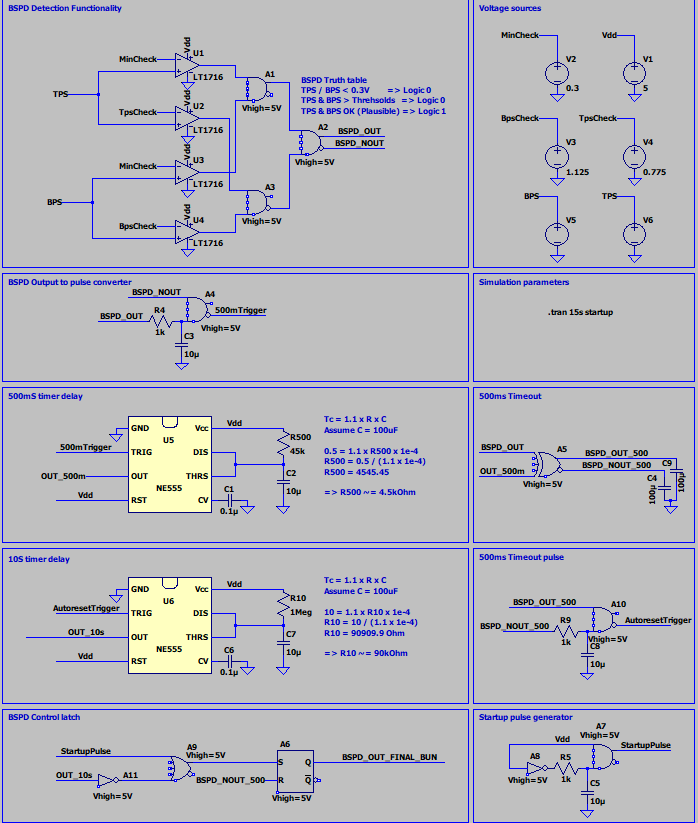 BSPD Detection Functionality
MinCheck
Vdd
U1
LT1716
TPS
Vdd
U2
TpsCheck
LT1716
A1
Vhigh=5V
BSPD Truth table
TPS / BPS < 0.3V => Logic 0
TPS & BPS > Threhsolds => Logic 0
TPS & BPS OK (Plausible) => Logic 1
A2
BSPD_OUT
BSPD_NOUT
Vhigh=5V
MinCheck
Vdd
U3
LT1716
BPS
A3
Vhigh=5V
Vdd
U4
BpsCheck
LT1716
Voltage sources
MinCheck
V2
0.3
Vdd
V1
5
BpsCheck
V3
1.125
TpsCheck
V4
0.775
BPS
V5
TPS
V6
BSPD Output to pulse converter
BSPD_NOUT
A4
500mTrigger
BSPD_OUT
R4
1k
Vhigh=5V
C3
10µ
Simulation parameters
.tran 15s startup
500mS timer delay
GND
Vcc
Vdd
U5
500mTrigger
TRIG
DIS
R500
45k
OUT_500m
OUT
THRS
C2
10µ
NE555
Vdd
RST
CV
C1
0.1µ
Tc = 1.1 x R x C
Assume C = 100uF
0.5 = 1.1 x R500 x 1e-4
R500 = 0.5 / (1.1 x 1e-4)
R500 = 4545.45
=> R500 ~= 4.5kOhm
500ms Timeout
BSPD_OUT
A5
BSPD_OUT_500
BSPD_NOUT_500
OUT_500m
Vhigh=5V
C9
100µ
C4
100µ
10S timer delay
GND
Vcc
Vdd
U6
AutoresetTrigger
TRIG
DIS
R10
1Meg
OUT_10s
OUT
THRS
C7
10µ
NE555
Vdd
RST
CV
C6
0.1µ
Tc = 1.1 x R x C
Assume C = 100uF
10 = 1.1 x R10 x 1e-4
R10 = 10 / (1.1 x 1e-4)
R10 = 90909.9 Ohm
=> R10 ~= 90kOhm
500ms Timeout pulse
BSPD_OUT_500
A10
AutoresetTrigger
BSPD_NOUT_500
R9
1k
Vhigh=5V
C8
10µ
BSPD Control latch
StartupPulse
A9
Vhigh=5V
OUT_10s
A11
Vhigh=5V
BSPD_NOUT_500
A6
S
Q
R
Q
Vhigh=5V
BSPD_OUT_FINAL_BUN
Startup pulse generator
A7
Vhigh=5V
Vdd
StartupPulse
A8
Vhigh=5V
R5
1k
C5
10µ